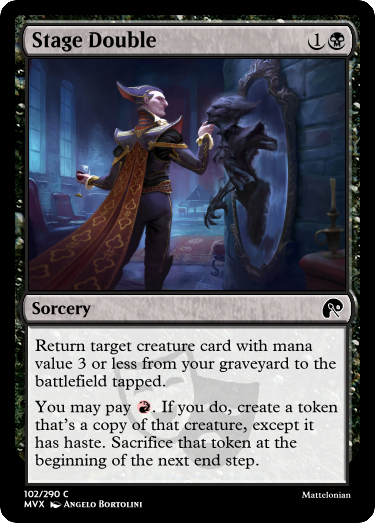 Stage Double 1
Sorcery
Return target creature card with mana
value 3 or less from your graveyard to the
battlefield tapped.
You may pay . If you do, create a token
that's a copy of that creature, except it
has haste. Sacrifice that token at the
beginning of the next end step.
102/290 C
MVX Angelo Bortolini
Mattelonian